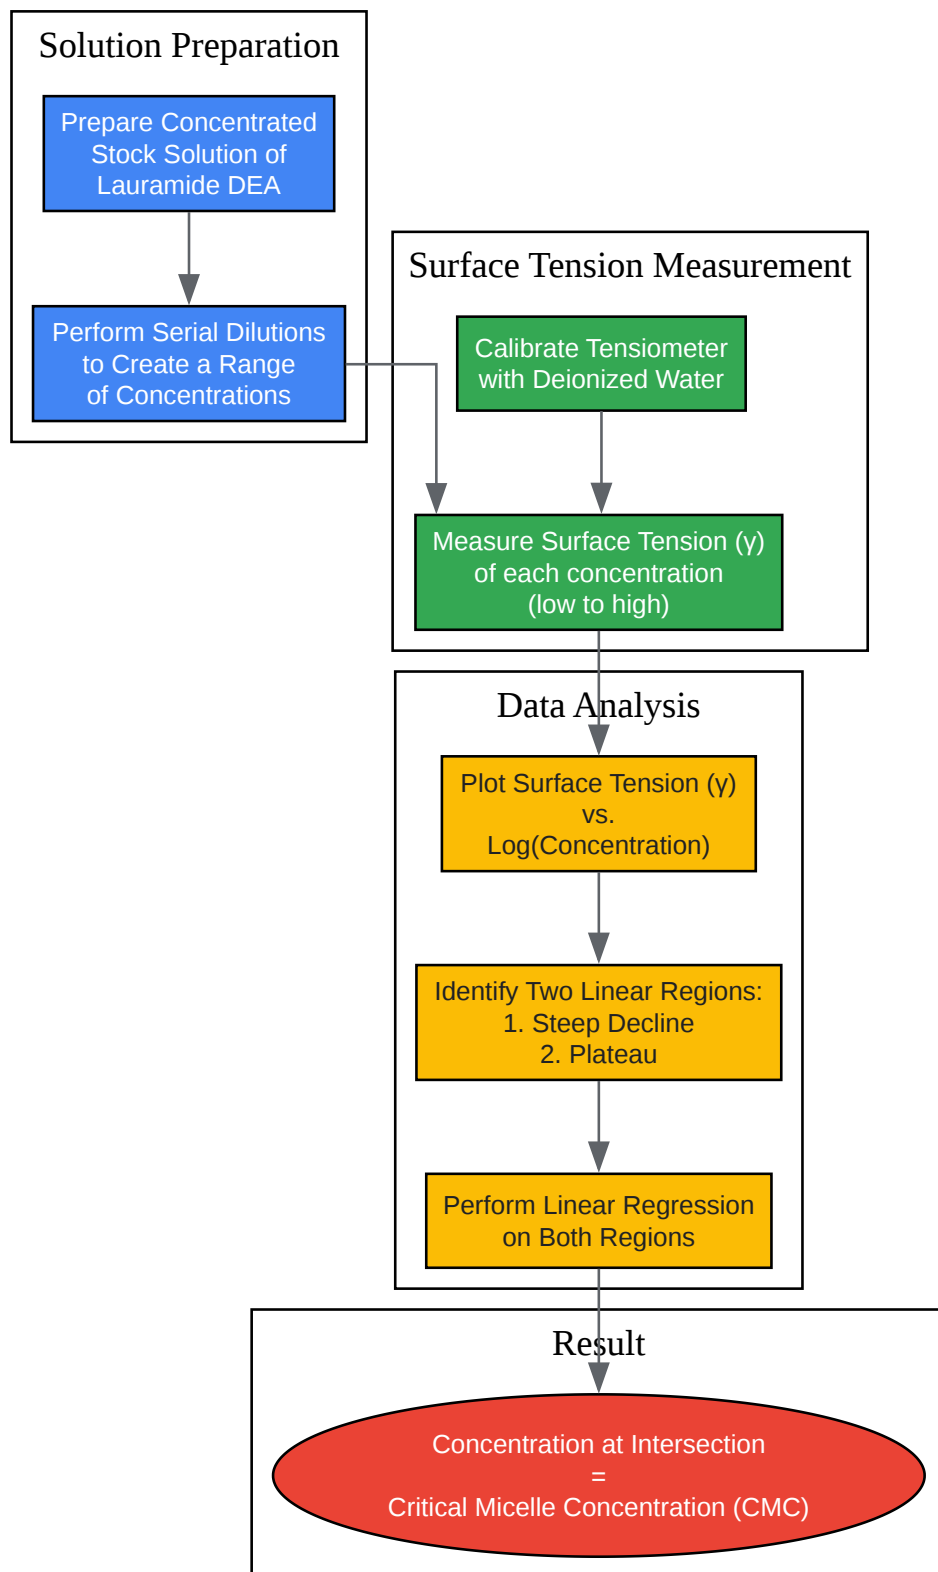 Solution Preparation
Prepare Concentrated
Stock Solution of
Lauramide DEA
Perform Serial Dilutions
to Create a Range
of Concentrations
Surface Tension Measurement
Calibrate Tensiometer
with Deionized Water
Measure Surface Tension (γ)
of each concentration
(low to high)
Data Analysis
Plot Surface Tension (γ)
vs.
Log(Concentration)
Identify Two Linear Regions:
1. Steep Decline
2. Plateau
Perform Linear Regression
on Both Regions
Result
Concentration at Intersection
=
Critical Micelle Concentration (CMC)